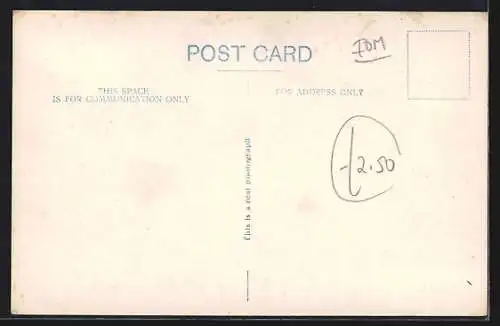 POST CARD
IOM
THIS SPACE
IS FOR COMMUNICATION ONLY
FOR ADDRESS ONLY
This is a real photograph
2.50